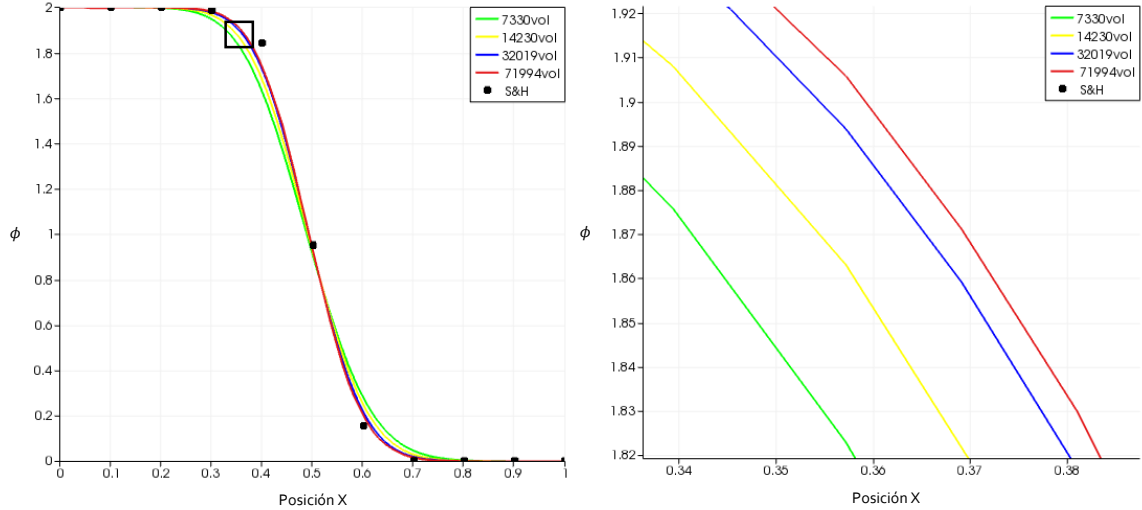 2
1.8
1.6
1.4
1.2
1
0.8
0.6
0.4
0.2
0
ϕ
0 0.1 0.2 0.3 0.4 0.5 0.6 0.7 0.8 0.9 1
Posición X
7330vol
14230vol
32019vol
71994vol
S&H
1.92
1.91
1.9
1.89
1.88
1.87
1.86
1.85
1.84
1.83
1.82
ϕ
0.34 0.35 0.36 0.37 0.38
Posición X
7330vol
14230vol
32019vol
71994vol
S&H